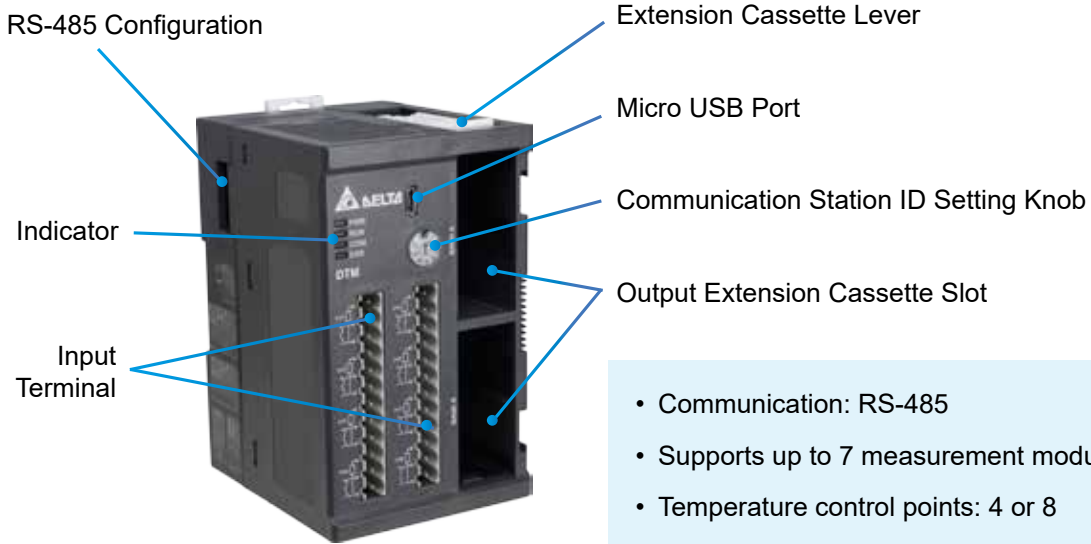 RS-485 Configuration
Extension Cassette Lever
Micro USB Port
Communication Station ID Setting Knob
Indicator
Output Extension Cassette Slot
Input
Terminal
DELTA
DTM
• Communication: RS-485
• Supports up to 7 measurement
• Temperature control points: 4 or 8